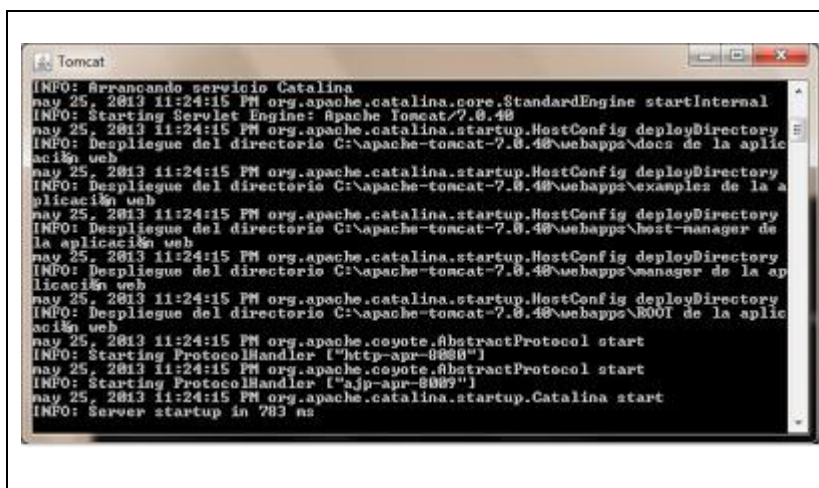 Tomcat
INFO: Arrancando servicio Catalina
may 25, 2013 11:24:15 PM org.apache.catalina.core.StandardEngine startInternal
INFO: Starting Servlet Engine: Apache Tomcat/7.0.40
may 25, 2013 11:24:15 PM org.apache.catalina.startup.HostConfig deployDirectory
INFO: Despliegue del directorio C:\apache-tomcat-7.0.40\webapps\docs de la aplic
aci¾n web
may 25, 2013 11:24:15 PM org.apache.catalina.startup.HostConfig deployDirectory
INFO: Despliegue del directorio C:\apache-tomcat-7.0.40\webapps\examples de la a
plicaci¾n web
may 25, 2013 11:24:15 PM org.apache.catalina.startup.HostConfig deployDirectory
INFO: Despliegue del directorio C:\apache-tomcat-7.0.40\webapps\host-manager de
la aplicaci¾n web
may 25, 2013 11:24:15 PM org.apache.catalina.startup.HostConfig deployDirectory
INFO: Despliegue del directorio C:\apache-tomcat-7.0.40\webapps\manager de la ap
licaci¾n web
may 25, 2013 11:24:15 PM org.apache.catalina.startup.HostConfig deployDirectory
INFO: Despliegue del directorio C:\apache-tomcat-7.0.40\webapps\ROOT de la aplic
aci¾n web
may 25, 2013 11:24:15 PM org.apache.coyote.AbstractProtocol start
INFO: Starting ProtocolHandler ["http-apr-8080"]
may 25, 2013 11:24:15 PM org.apache.coyote.AbstractProtocol start
INFO: Starting ProtocolHandler ["ajp-apr-8009"]
may 25, 2013 11:24:15 PM org.apache.catalina.startup.Catalina start
INFO: Server startup in 783 ms